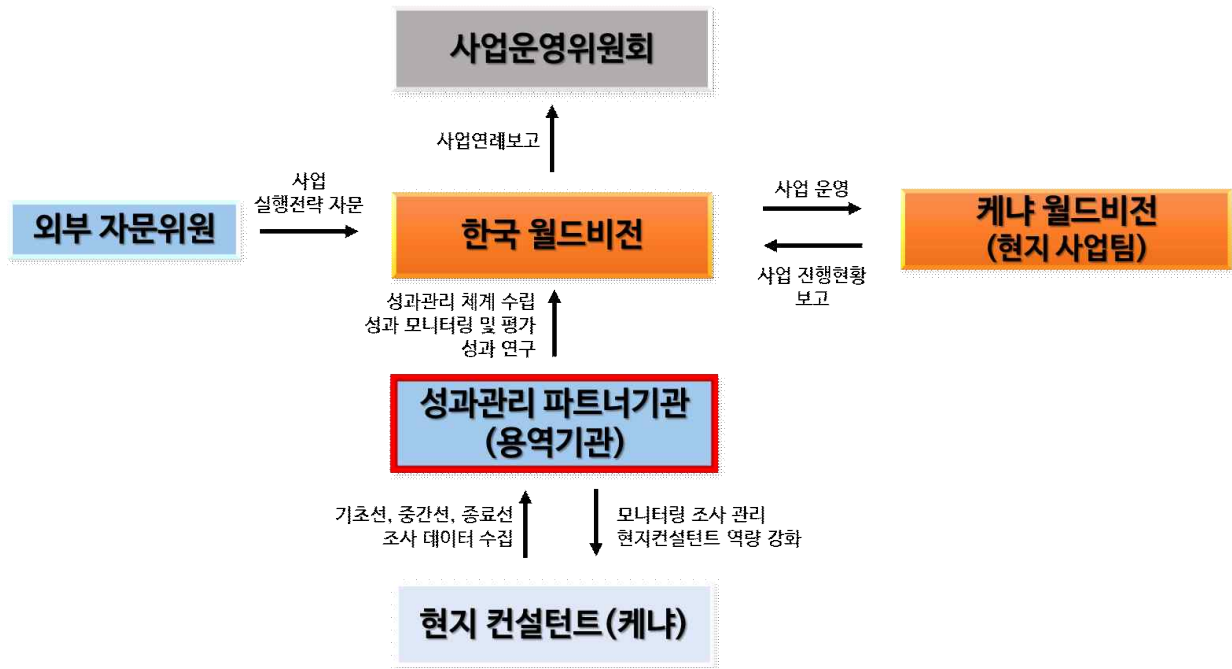 사업운영위원회
사업연례보고
사업
실행전략 자문
사업 운영
외부 자문위원
한국 월드비전
케냐 월드비전
(현지 사업팀)
사업 진행현황
보고
성과관리 체계 수립
성과 모니터링 및 평가
성과 연구
성과관리 파트너기관
(용역기관)
기초선, 중간선, 종료선
조사 데이터 수집
모니터링 조사 관리
현지컨설턴트 역량 강화
현지 컨설턴트(케냐)